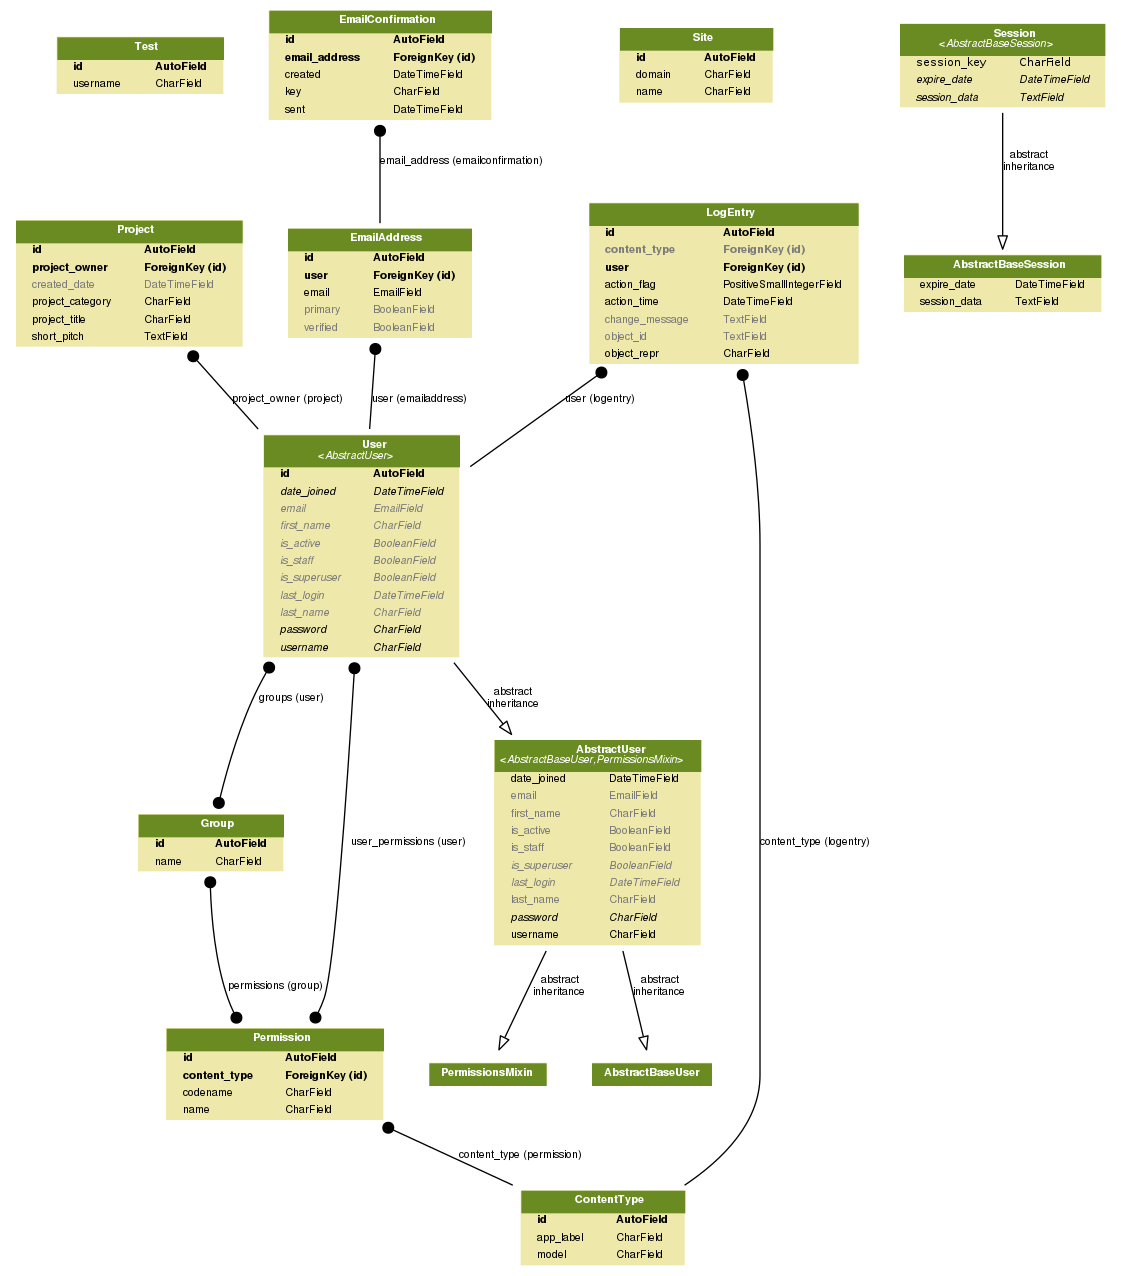 Test
id AutoField
username CharField
EmailConfirmation
id AutoField
email_address ForeignKey (id)
created DateTimeField
key CharField
sent DateTimeField
Site
id AutoField
domain CharField
name CharField
Session
<AbstractBaseSession>
session_key CharField
expire_date DateTimeField
session_data TextField
email_address (emailconfirmation)
abstract
inheritance
Project
id AutoField
project_owner ForeignKey (id)
created_date DateTimeField
project_category CharField
project_title CharField
short_pitch TextField
EmailAddress
id AutoField
user ForeignKey (id)
email EmailField
primary BooleanField
verified BooleanField
LogEntry
id AutoField
content_type ForeignKey (id)
user ForeignKey (id)
action_flag PositiveSmallIntegerField
action_time DateTimeField
change_message TextField
object_id TextField
object_repr CharField
AbstractBaseSession
expire_date DateTimeField
session_data TextField
project_owner (project)
user (emailaddress)
user (logentry)
User
<AbstractUser>
id AutoField
date_joined DateTimeField
email EmailField
first_name CharField
is_active BooleanField
is_staff BooleanField
is_superuser BooleanField
last_login DateTimeField
last_name CharField
password CharField
username CharField
groups (user)
abstract
inheritance
AbstractUser
<AbstractBaseUser,PermissionsMixin>
date_joined DateTimeField
email EmailField
first_name CharField
is_active BooleanField
is_staff BooleanField
is_superuser BooleanField
last_login DateTimeField
last_name CharField
password CharField
username CharField
Group
id AutoField
name CharField
user_permissions (user)
content_type (logentry)
permissions (group)
abstract
inheritance
abstract
inheritance
Permission
id AutoField
content_type ForeignKey (id)
codename CharField
name CharField
PermissionsMixin
AbstractBaseUser
content_type (permission)
ContentType
id AutoField
app_label CharField
model CharField